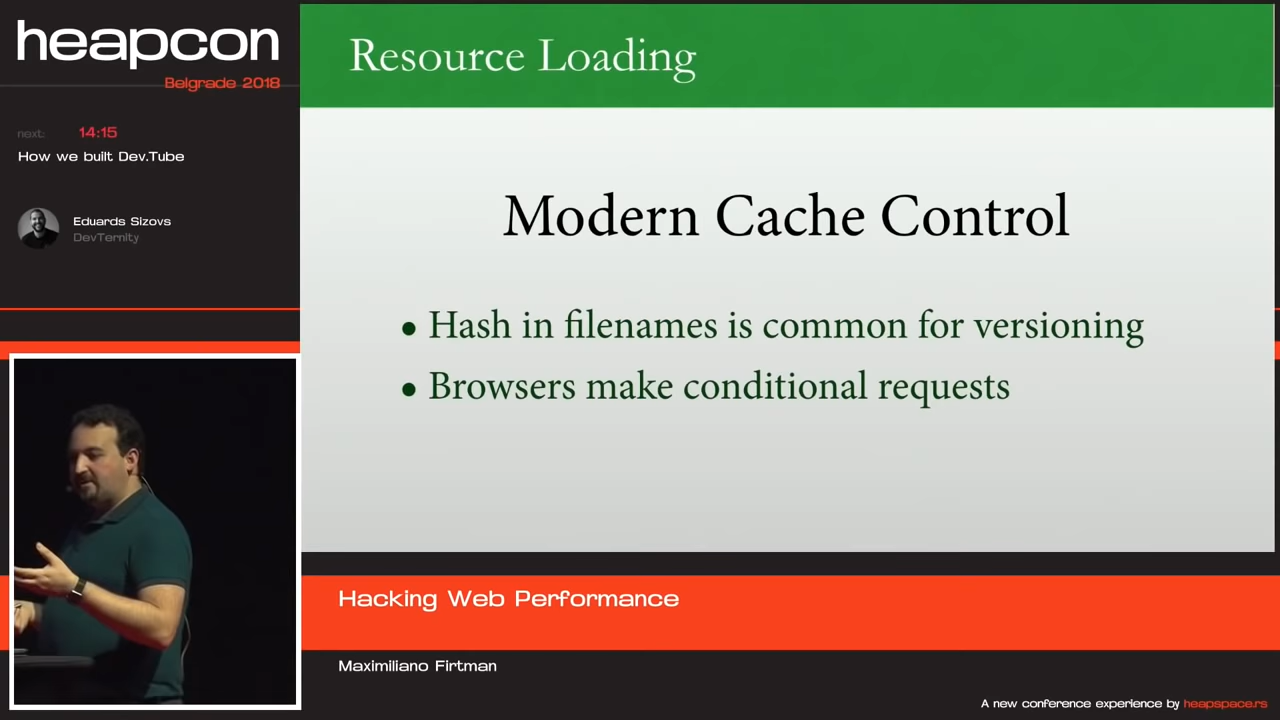 heapcon
Belgrade 2018
next: 14:15
How we built Dev.Tube
Eduards Sizovs
DevTernity
Resource Loading
Modern Cache Control
• Hash in filenames is common for versioning
• Browsers make conditional requests
Hacking Web Performance
Maximiliano Firtman
A new conference experience by heapspace.rs